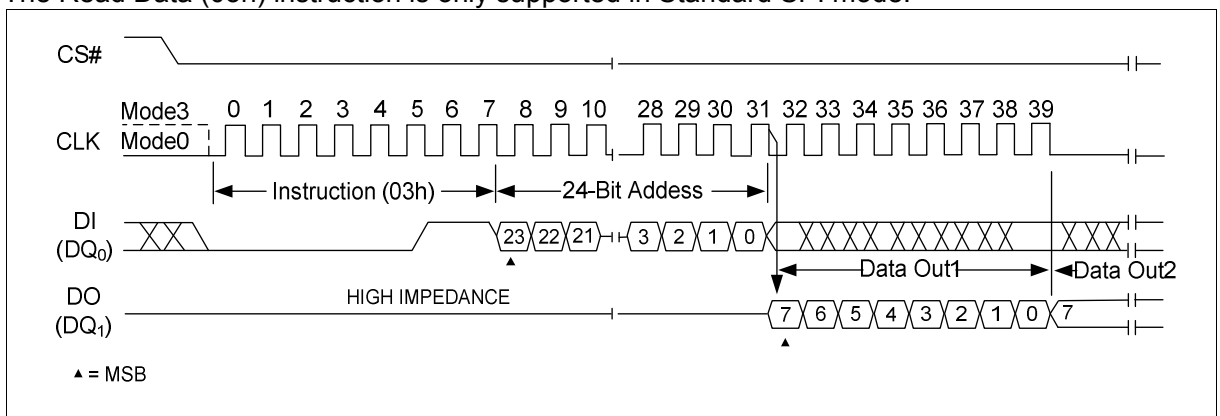 The Read Data (03h) instruction is only supported in Standard SPI mode.
CS#
Mode3 0 1 2 3 4 5 6 7 8 9 10 28 29 30 31 32 33 34 35 36 37 38 39
CLK Mode0
Instruction (03h) 24-Bit Addess
DI
(DQ0) 23 22 21 3 2 1 0
Data Out1 Data Out2
DO HIGH IMPEDANCE
(DQ1) 7 6 5 4 3 2 1 0 7
▲ = MSB